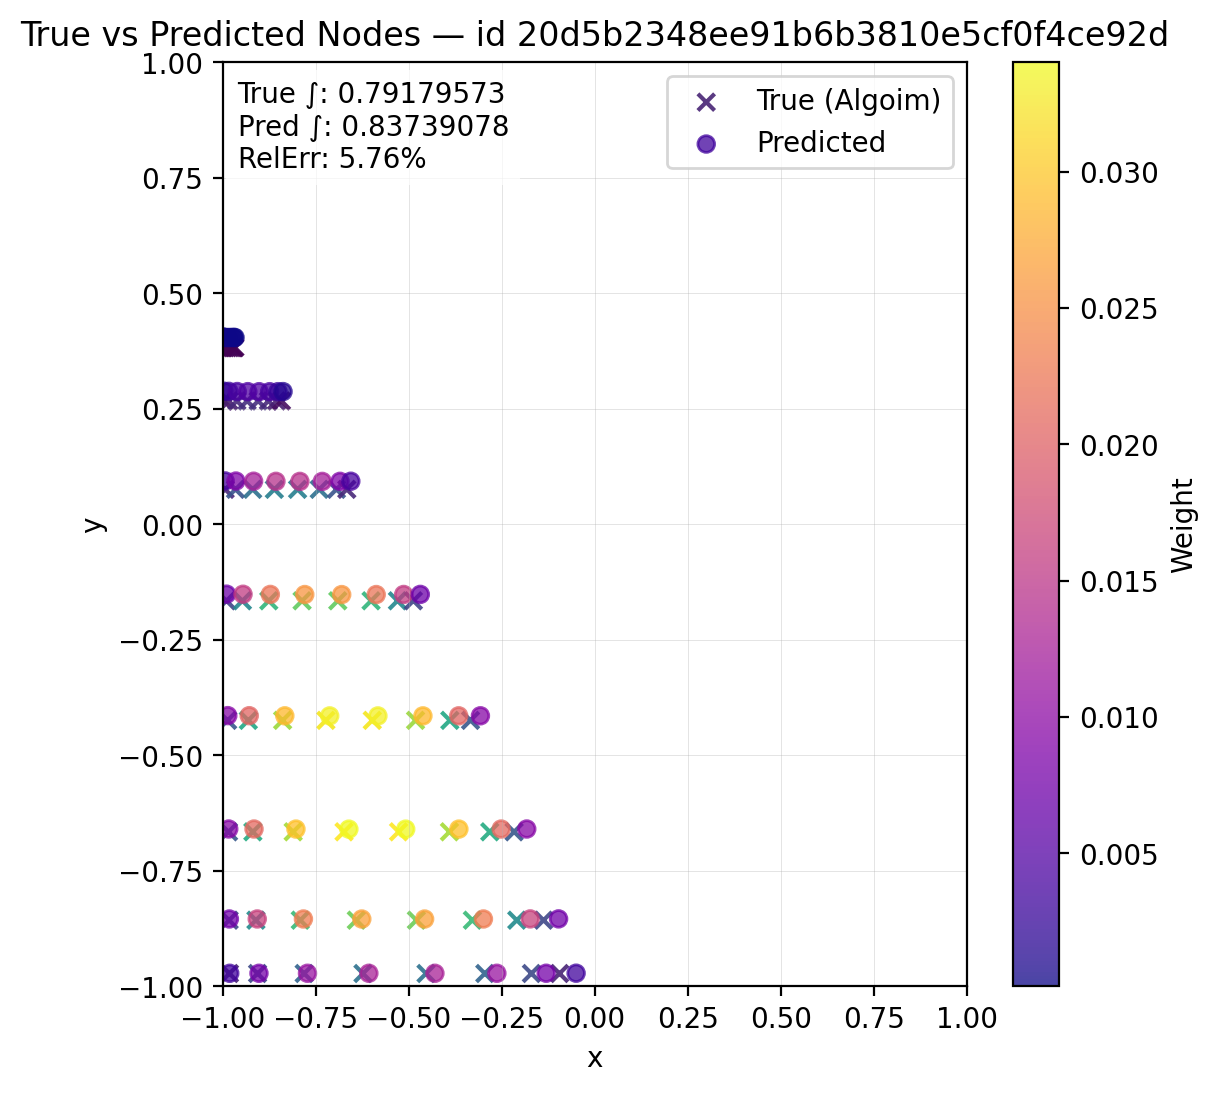 True vs Predicted Nodes — id 20d5b2348ee91b6b3810e5cf0f4ce92d
True ∫: 0.79179573
Pred ∫: 0.83739078
RelErr: 5.76%
True (Algoim)
Predicted
1.00
0.75
0.50
0.25
0.00
−0.25
−0.50
−0.75
−1.00
y
−1.00 −0.75 −0.50 −0.25 0.00 0.25 0.50 0.75 1.00
x
0.030
0.025
0.020
0.015
0.010
0.005
Weight